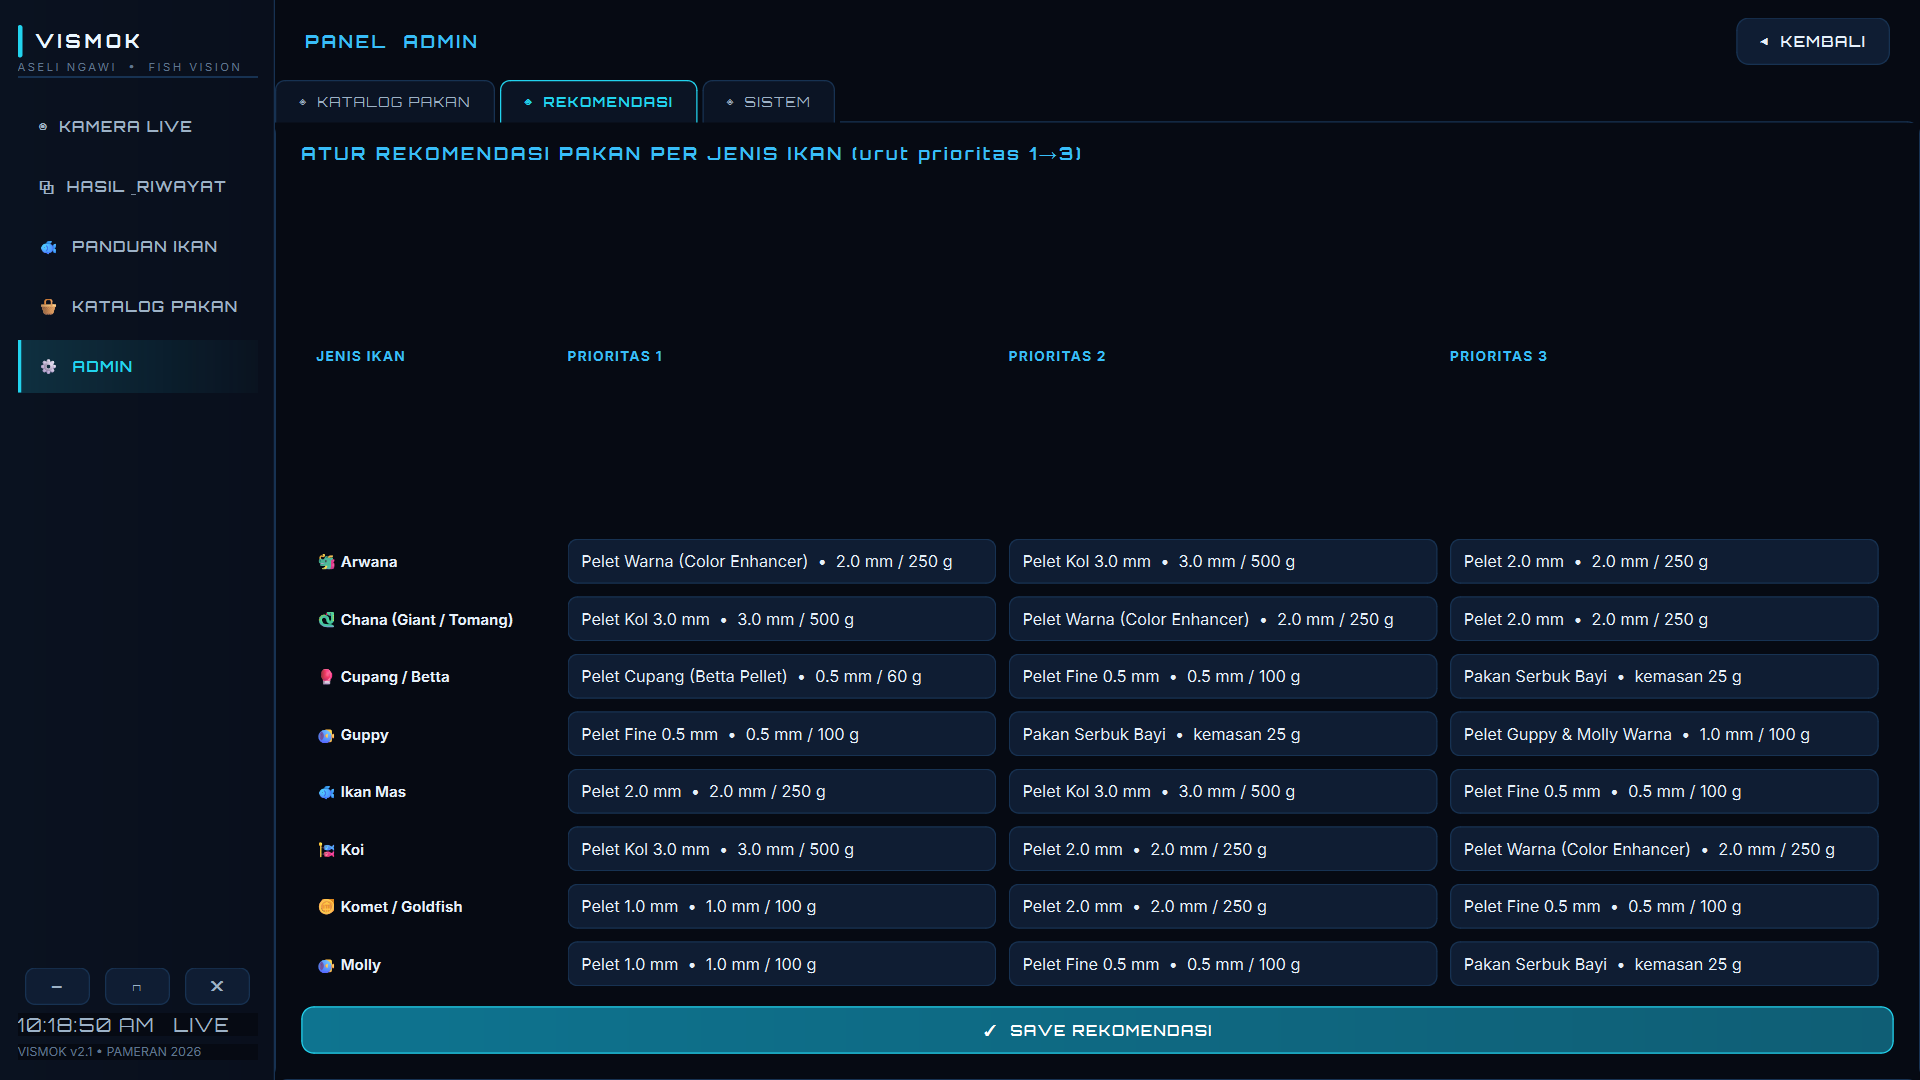 VISMOK
ASELI NGAWI • FISH VISION
KAMERA LIVE
HASIL _RIWAYAT
PANDUAN IKAN
KATALOG PAKAN
ADMIN
PANEL ADMIN
◂ KEMBALI
KATALOG PAKAN
REKOMENDASI
SISTEM
ATUR REKOMENDASI PAKAN PER JENIS IKAN (urut prioritas 1→3)
JENIS IKAN PRIORITAS 1 PRIORITAS 2 PRIORITAS 3
Arwana Pelet Warna (Color Enhancer) • 2.0 mm / 250 g Pelet Kol 3.0 mm • 3.0 mm / 500 g Pelet 2.0 mm • 2.0 mm / 250 g
Chana (Giant / Tomang) Pelet Kol 3.0 mm • 3.0 mm / 500 g Pelet Warna (Color Enhancer) • 2.0 mm / 250 g Pelet 2.0 mm • 2.0 mm / 250 g
Cupang / Betta Pelet Cupang (Betta Pellet) • 0.5 mm / 60 g Pelet Fine 0.5 mm • 0.5 mm / 100 g Pakan Serbuk Bayi • kemasan 25 g
Guppy Pelet Fine 0.5 mm • 0.5 mm / 100 g Pakan Serbuk Bayi • kemasan 25 g Pelet Guppy & Molly Warna • 1.0 mm / 100 g
Ikan Mas Pelet 2.0 mm • 2.0 mm / 250 g Pelet Kol 3.0 mm • 3.0 mm / 500 g Pelet Fine 0.5 mm • 0.5 mm / 100 g
Koi Pelet Kol 3.0 mm • 3.0 mm / 500 g Pelet 2.0 mm • 2.0 mm / 250 g Pelet Warna (Color Enhancer) • 2.0 mm / 250 g
Komet / Goldfish Pelet 1.0 mm • 1.0 mm / 100 g Pelet 2.0 mm • 2.0 mm / 250 g Pelet Fine 0.5 mm • 0.5 mm / 100 g
Molly Pelet 1.0 mm • 1.0 mm / 100 g Pelet Fine 0.5 mm • 0.5 mm / 100 g Pakan Serbuk Bayi • kemasan 25 g
✓ SAVE REKOMENDASI
10:18:50 AM LIVE
VISMOK v2.1 • PAMERAN 2026